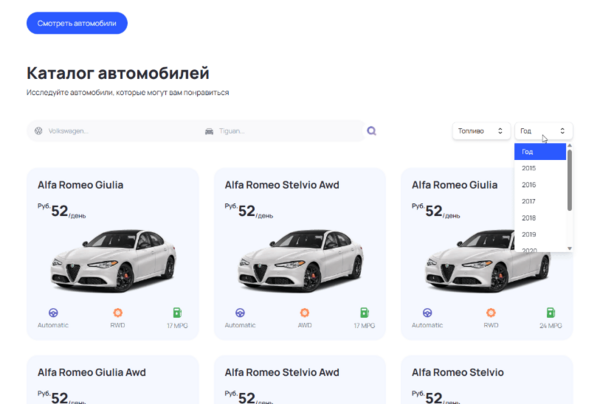 Смотреть автомобили
Каталог автомобилей
Исследуйте автомобили, которые могут вам понравиться
Volkswagen...
Tiguan...
Топливо
Год
Год
2015
2016
2017
2018
2019
2020
Alfa Romeo Giulia
Руб.52/день
Automatic
RWD
17 MPG
Alfa Romeo Stelvio Awd
Руб.52/день
Automatic
AWD
17 MPG
Alfa Romeo Giulia
Руб.52/день
Automatic
RWD
24 MPG
Alfa Romeo Giulia Awd
Руб.52/день
Alfa Romeo Stelvio Awd
Руб.52/день
Alfa Romeo Stelvio
Руб.52/день